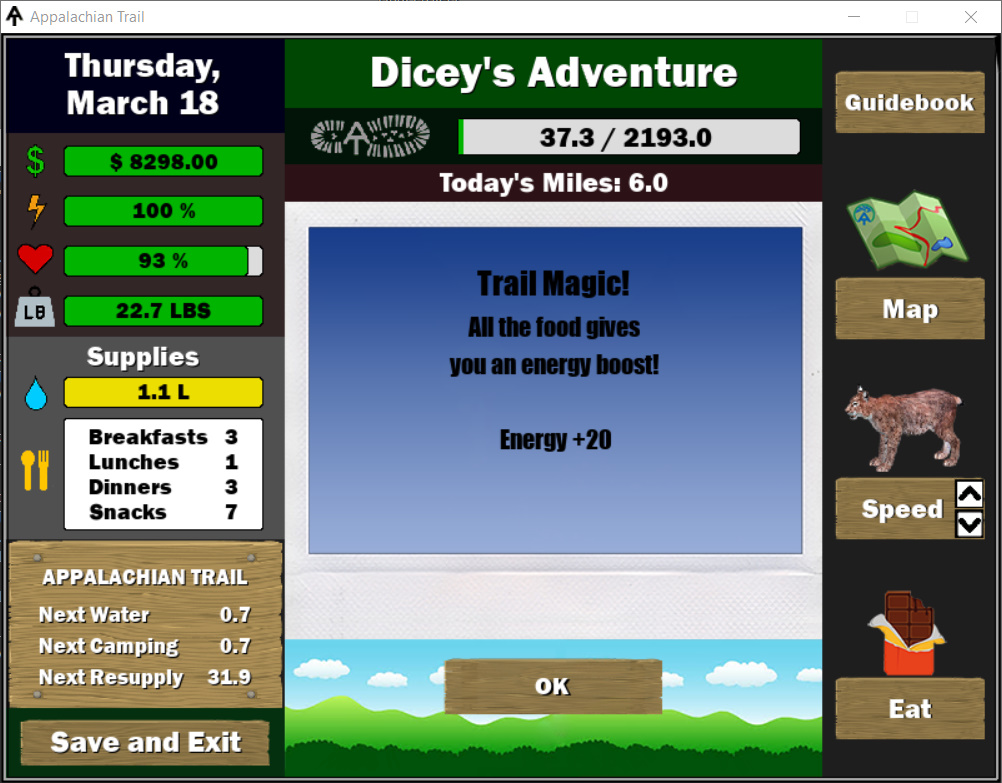 Appalachian Trail
Thursday,
March 18
$ 8298.00
100 %
93 %
LB
22.7 LBS
Supplies
1.1 L
Breakfasts 3
Lunches 1
Dinners 3
Snacks 7
APPALACHIAN TRAIL
Next Water 0.7
Next Camping 0.7
Next Resupply 31.9
Save and Exit
Dicey's Adventure
37.3 / 2193.0
Today's Miles: 6.0
Trail Magic!
All the food gives
you an energy boost!
Energy +20
OK
Guidebook
Map
Speed
Eat